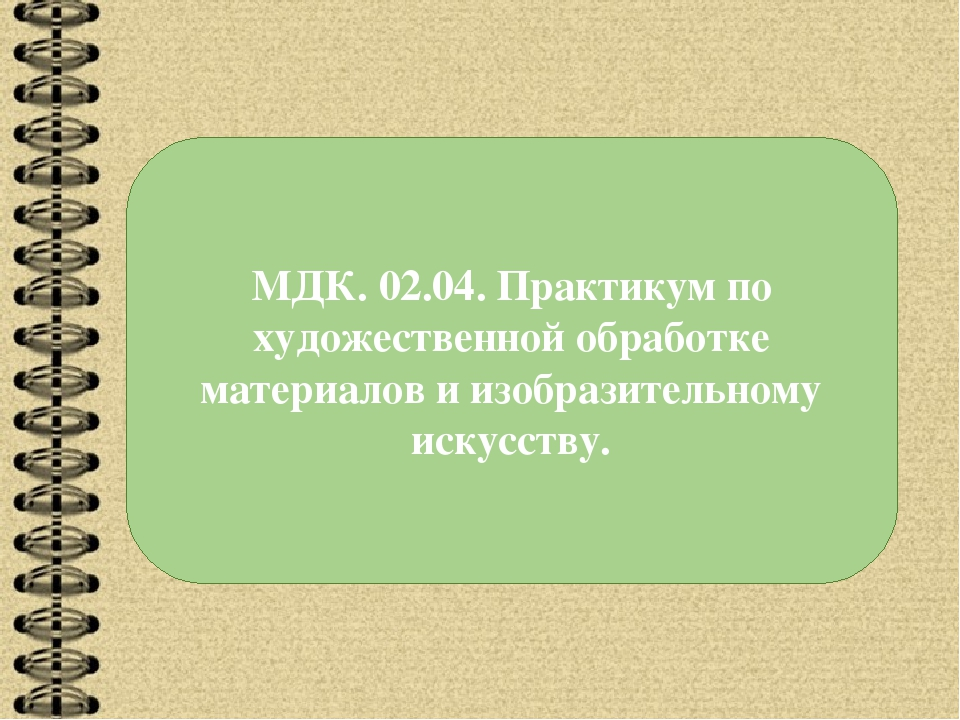 МДК. 02.04. Практикум по
художественной обработке
материалов и изобразительному
искусству.